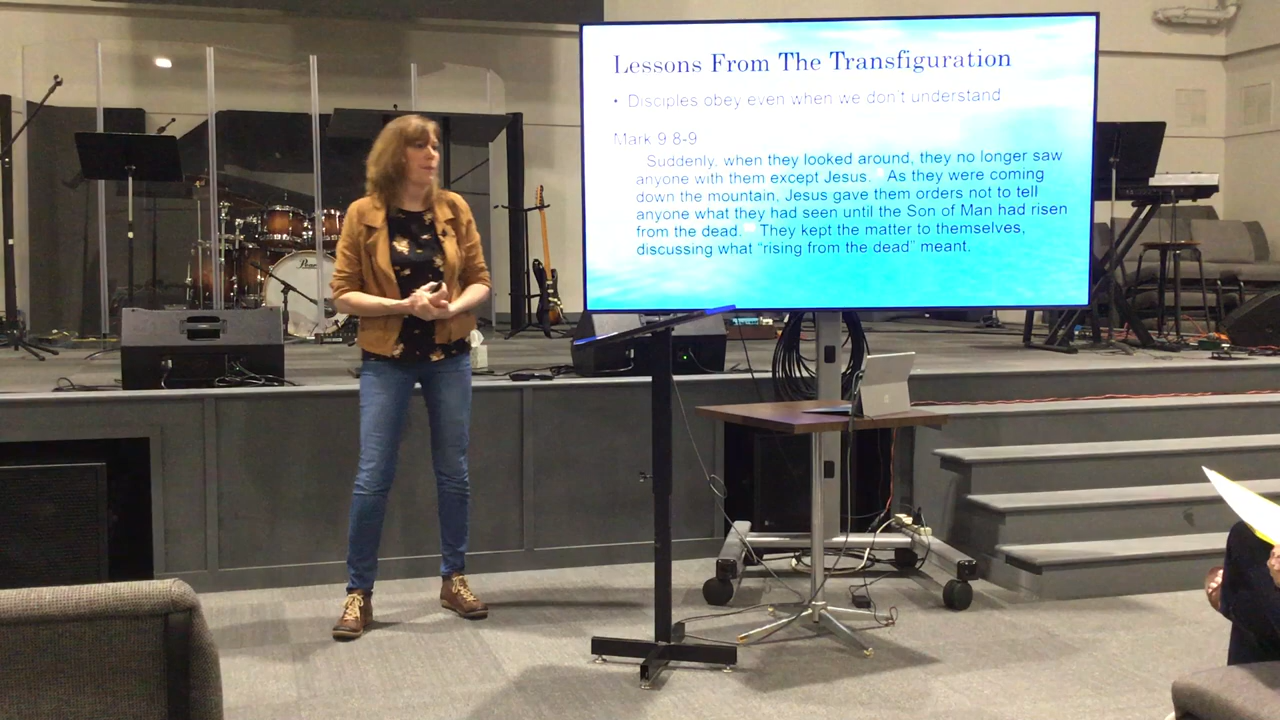 Lessons From The Transfiguration
• Disciples obey even when we don't understand
Mark 9 8-9
Suddenly, when they looked around, they no longer saw
anyone with them except Jesus. As they were coming
down the mountain, Jesus gave them orders not to tell
anyone what they had seen until the Son of Man had risen
from the dead. They kept the matter to themselves,
discussing what “rising from the dead” meant.